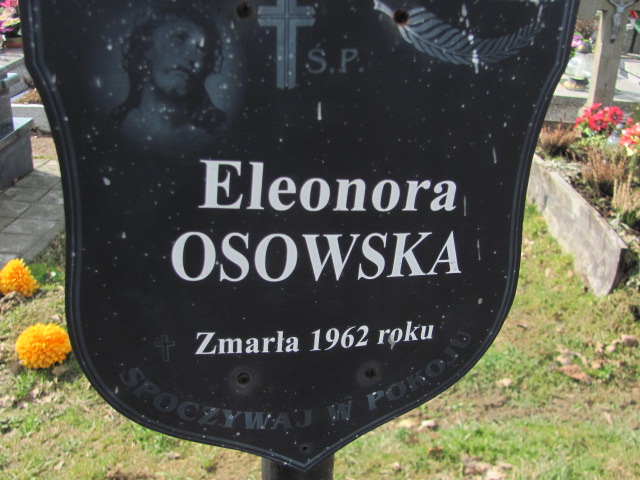 Ś.P.
Eleonora
OSOWSKA
Zmarła 1962 roku
SPOCZYWAJ W POKOJU